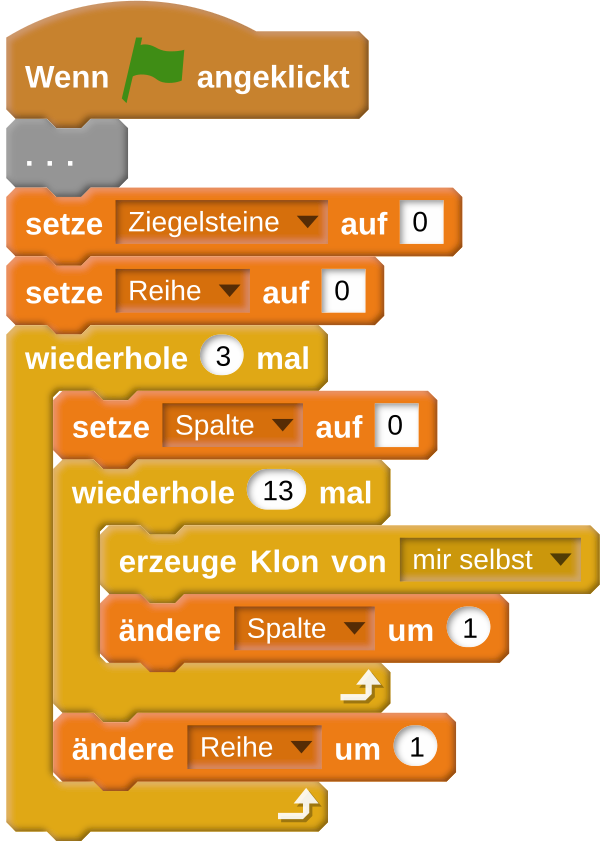 Wenn angeklickt
. . .
setze Ziegelsteine auf 0
setze Reihe auf 0
wiederhole 3 mal
setze Spalte auf 0
wiederhole 13 mal
erzeuge Klon von mir selbst
ändere Spalte um 1
ändere Reihe um 1